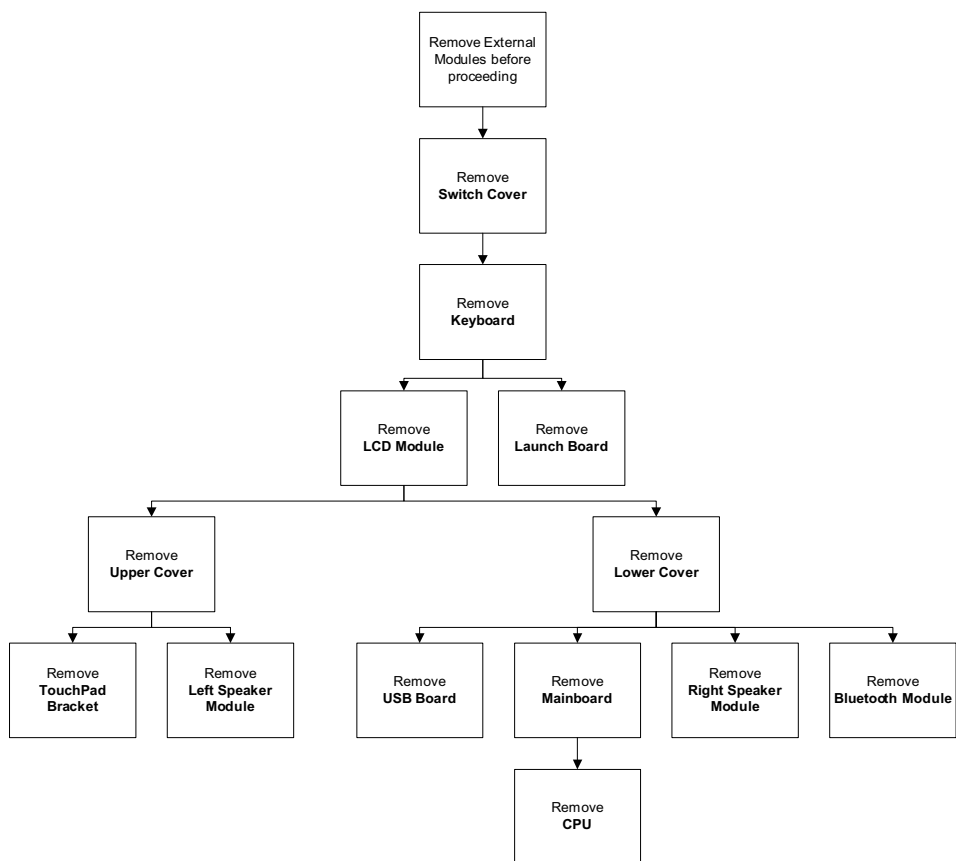 Remove External
Modules before
proceeding
Remove
Switch Cover
Remove
Keyboard
Remove
LCD Module
Remove
Launch Board
Remove
Upper Cover
Remove
Lower Cover
Remove
TouchPad
Bracket
Remove
Left Speaker
Module
Remove
USB Board
Remove
Mainboard
Remove
Right Speaker
Module
Remove
Bluetooth Module
Remove
CPU